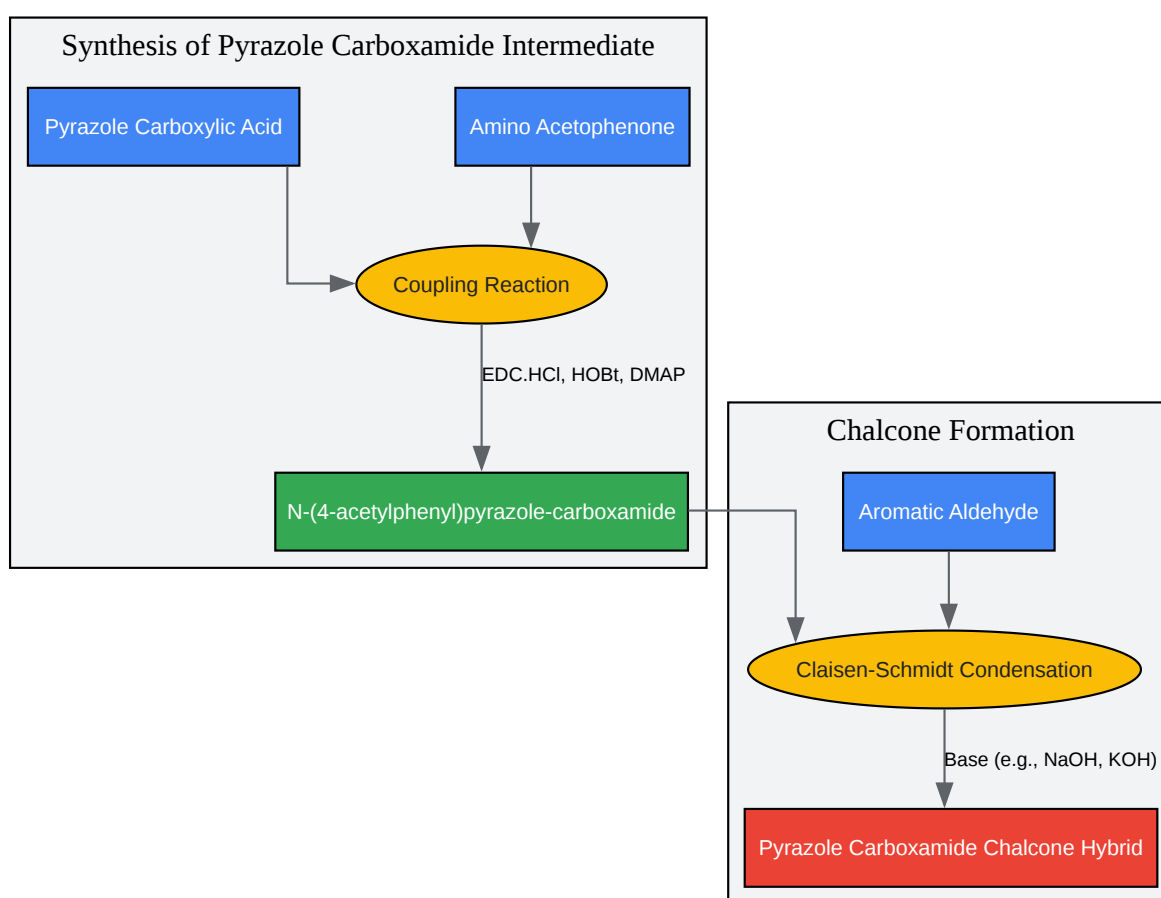 Synthesis of Pyrazole Carboxamide Intermediate
Pyrazole Carboxylic Acid
Amino Acetophenone
Coupling Reaction
EDC.HCl, HOBt, DMAP
N-(4-acetylphenyl)pyrazole-carboxamide
Chalcone Formation
Aromatic Aldehyde
Claisen-Schmidt Condensation
Base (e.g., NaOH, KOH)
Pyrazole Carboxamide Chalcone Hybrid